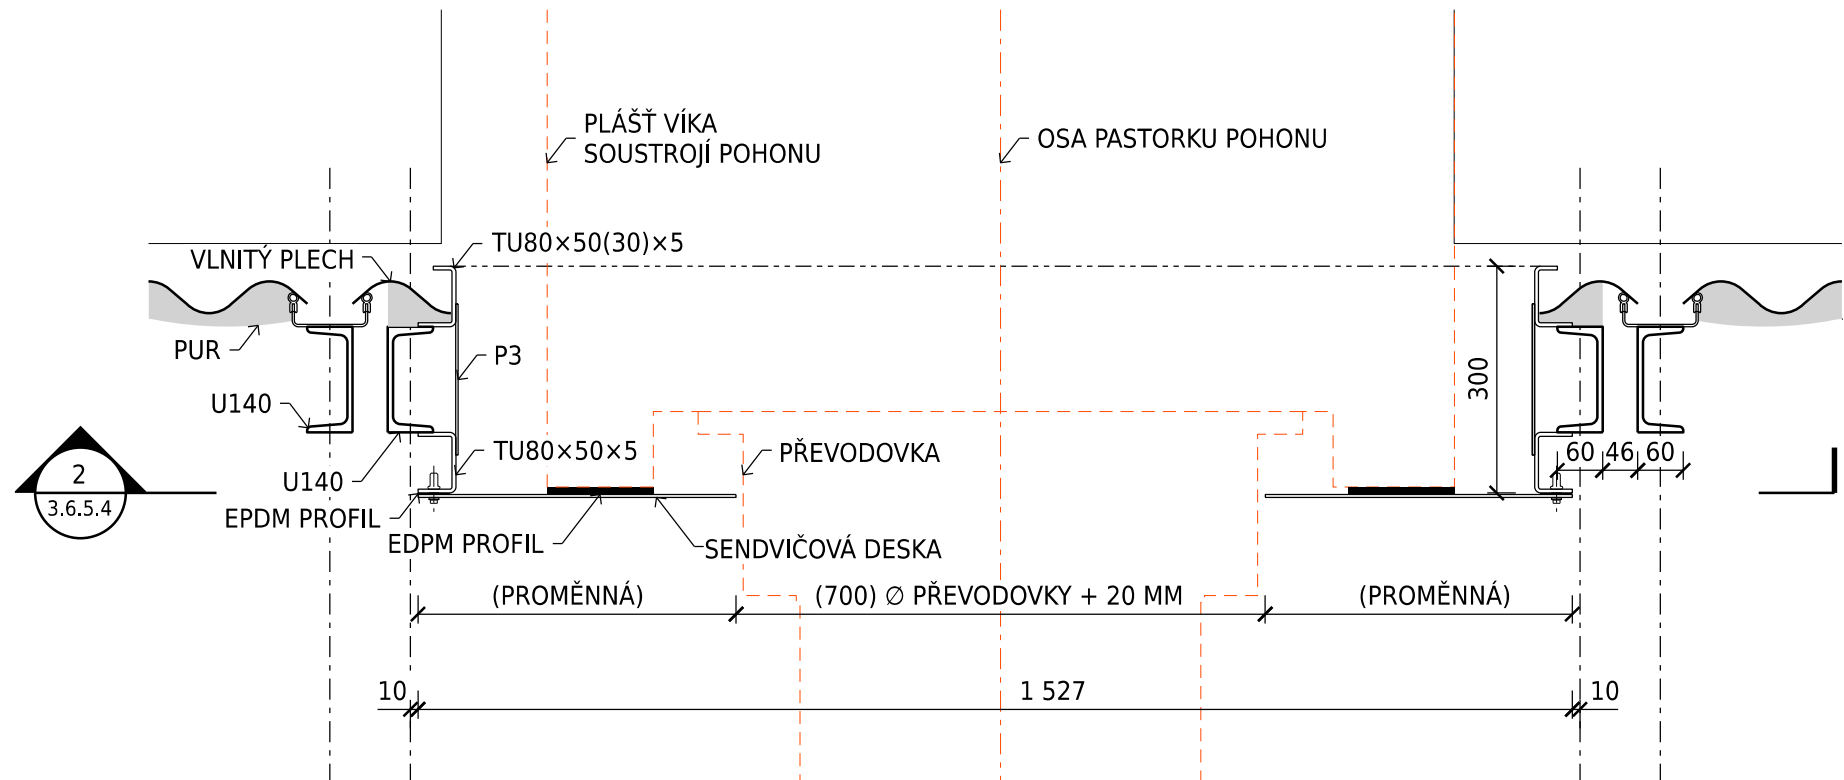 PLÁŠŤ VÍKA
SOUSTROJÍ POHONU
OSA PASTORKU POHONU
TU80×50(30)×5
VLNITÝ PLECH
PUR
P3
300
U140
60 46 60
TU80×50×5
PŘEVODOVKA
2
3.6.5.4
U140
EPDM PROFIL
EDPM PROFIL
SENDVIČOVÁ DESKA
(PROMĚNNÁ)
(700) ∅ PŘEVODOVKY + 20 MM
(PROMĚNNÁ)
10
1 527
10